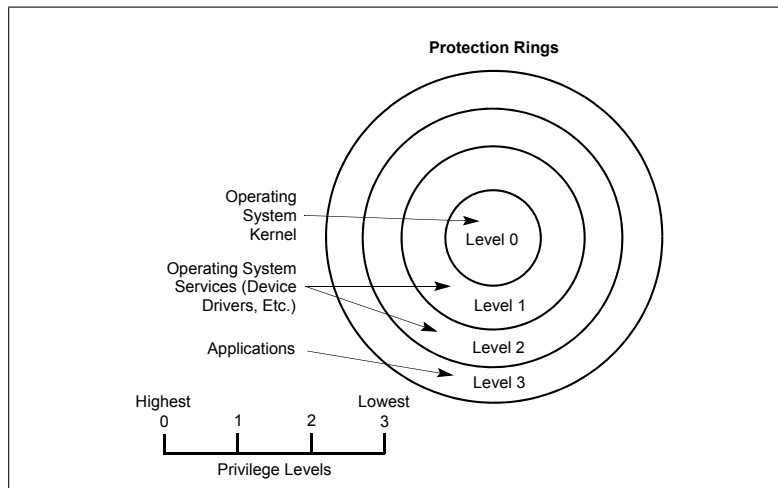 Protection Rings
Operating
System
Kernel
Level 0
Operating System
Services (Device
Drivers, Etc.)
Level 1
Level 2
Applications
Level 3
Highest
Lowest
0
1
2
3
Privilege Levels